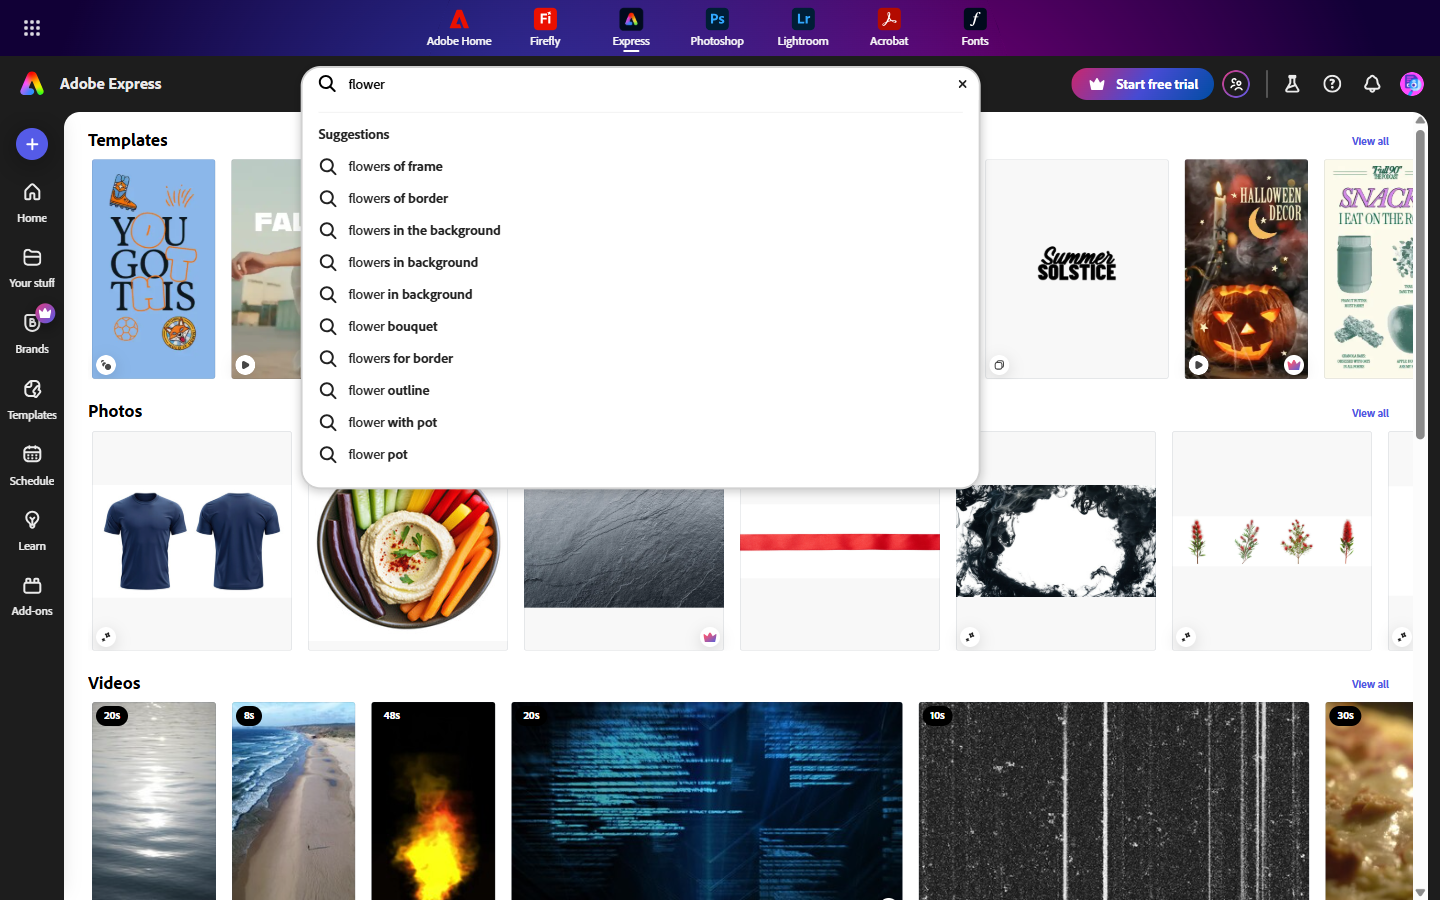 Adobe Home
Firefly
Express
Photoshop
Lightroom
Acrobat
Fonts
Adobe Express
flower
Start free trial
Suggestions
flowers of frame
flowers of border
flowers in the background
flowers in background
flower in background
flower bouquet
flowers for border
flower outline
flower with pot
flower pot
Home
Your stuff
Brands
Templates
Schedule
Learn
Add-ons
Templates
View all
YOU
GOT
THIS
FAL
Summer
SOLSTICE
HALLOWEEN
DECOR
"Full 90"
THE PODCAST
SNACK
I EAT ON THE R
Photos
View all
Videos
View all
20s
8s
48s
20s
10s
30s